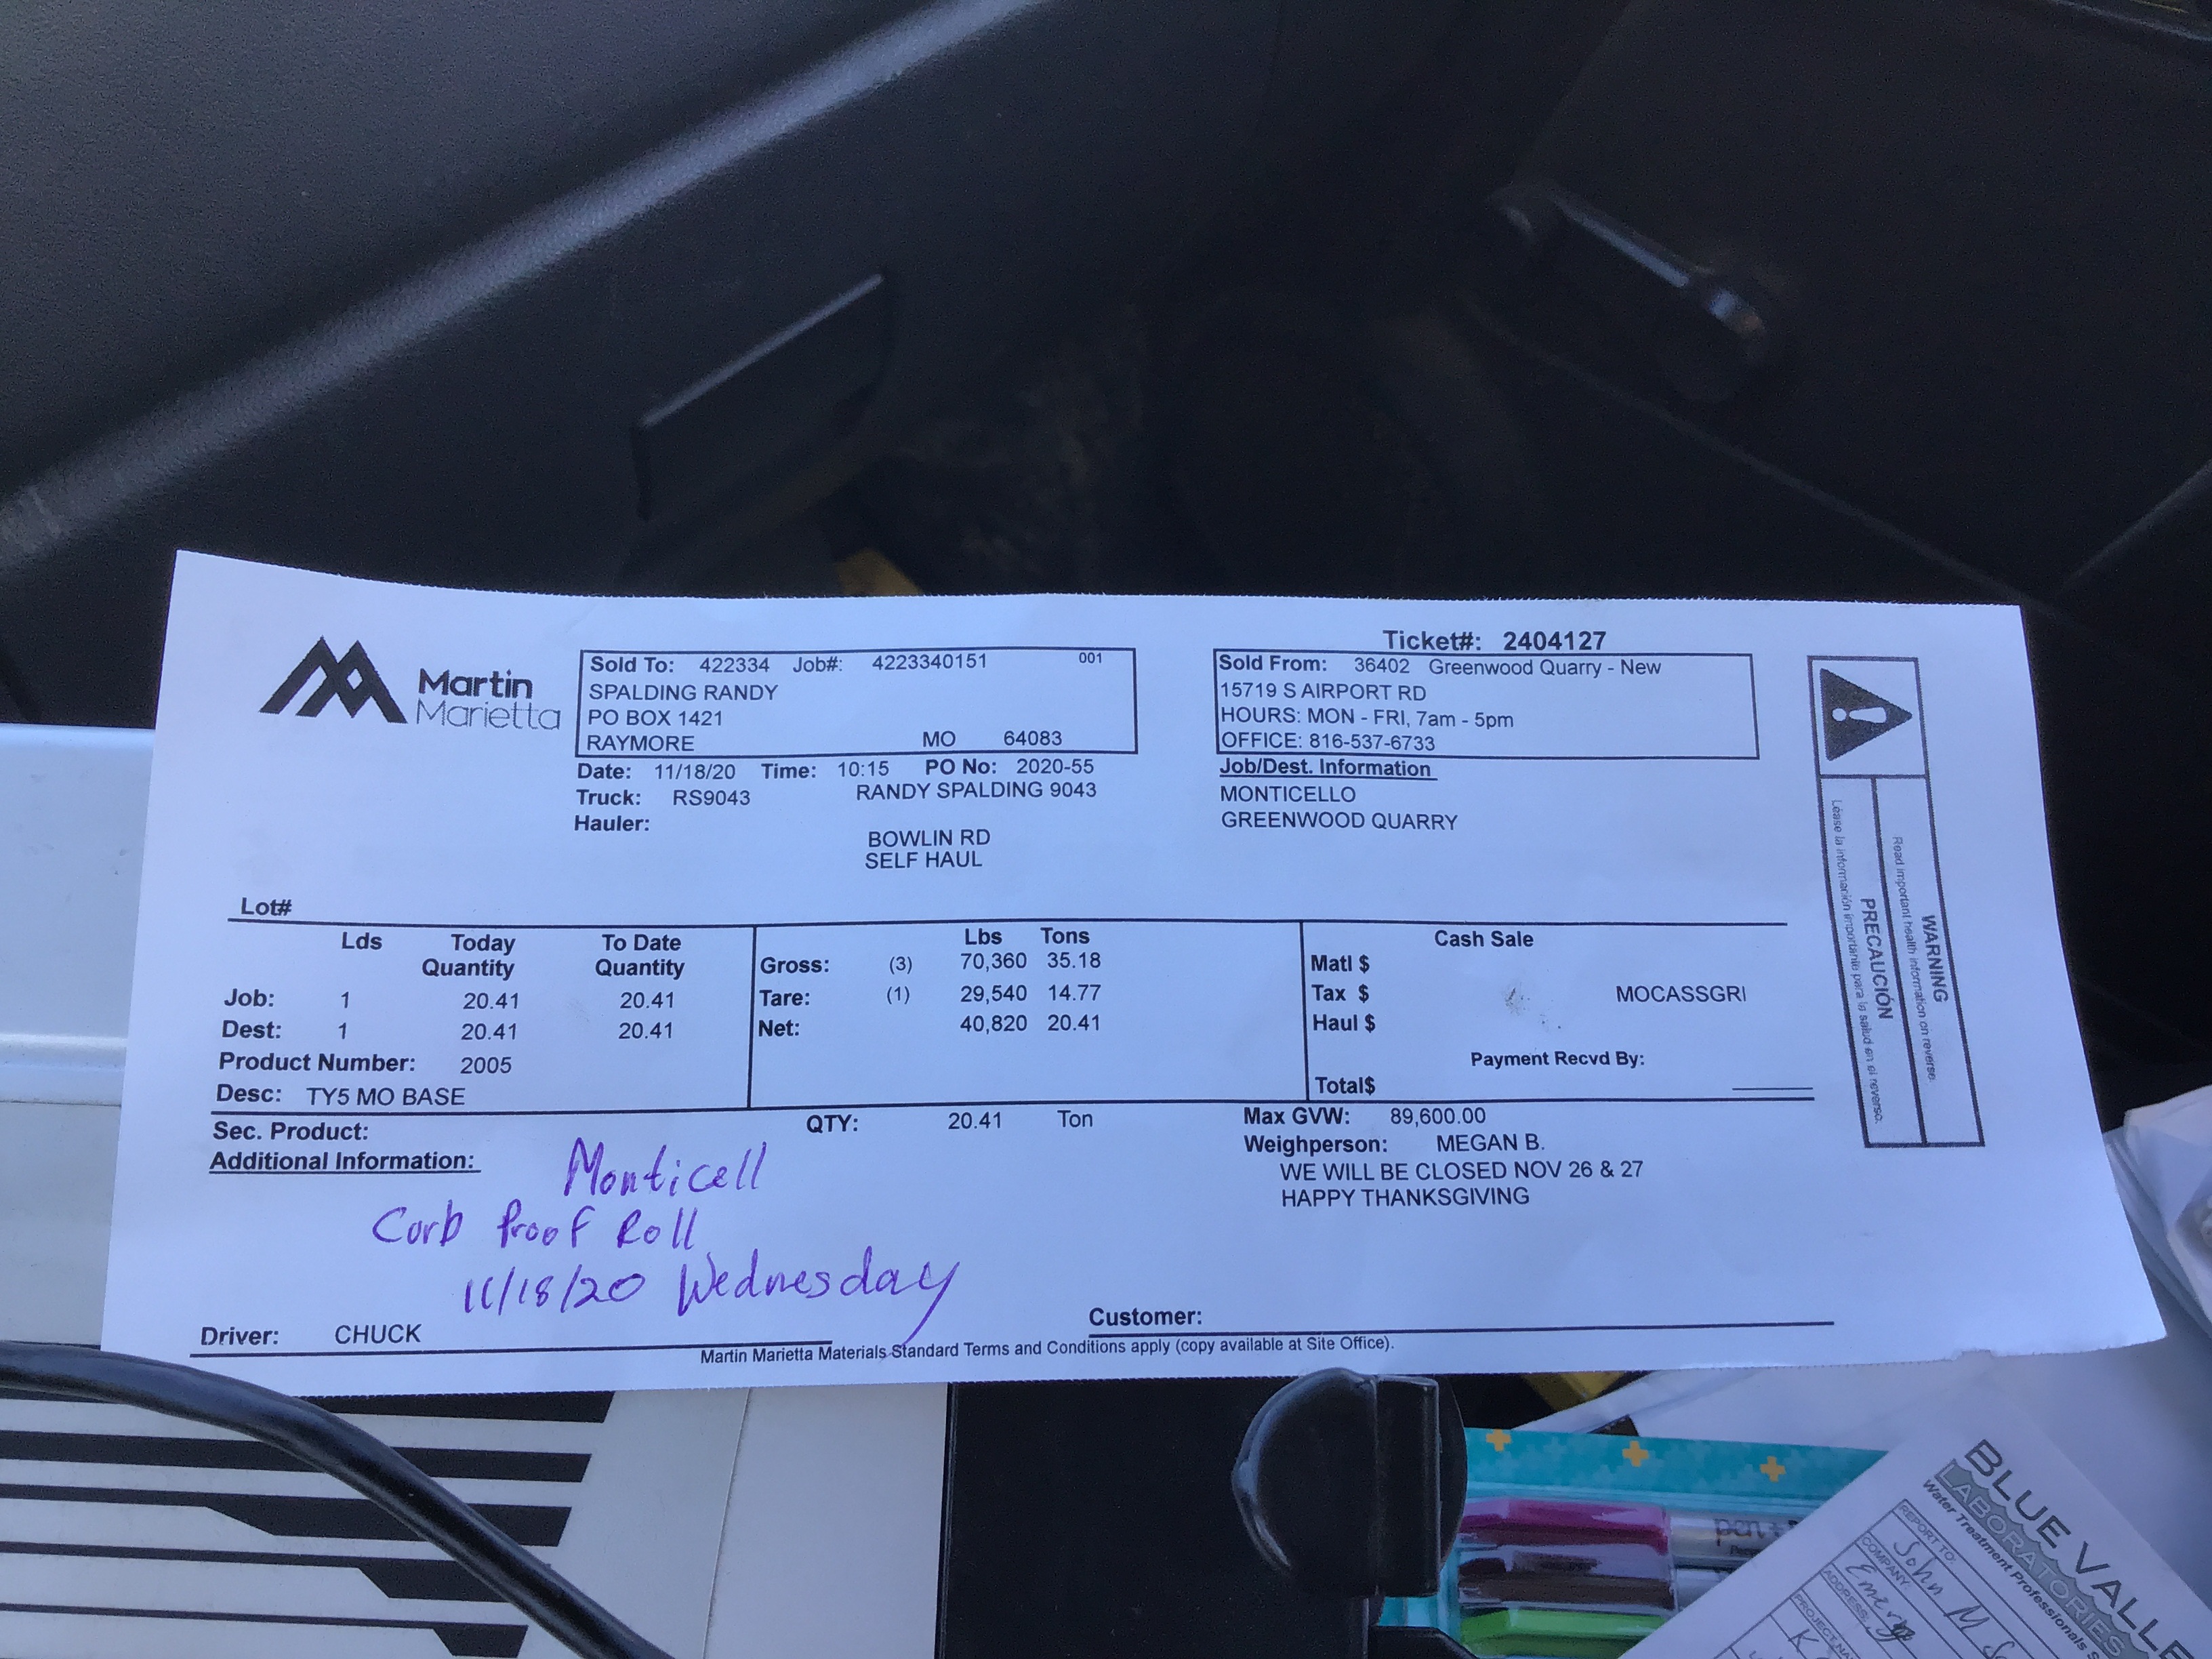 Martin
Marietta
Ticket#: 2404127
Sold To: 422334 Job#: 4223340151 001
SPALDING RANDY
PO BOX 1421
RAYMORE MO 64083
Sold From: 36402 Greenwood Quarry - New
15719 S AIRPORT RD
HOURS: MON - FRI, 7am - 5pm
OFFICE: 816-537-6733
Date: 11/18/20 Time: 10:15 PO No: 2020-55
Truck: RS9043 RANDY SPALDING 9043
Hauler:
BOWLIN RD
SELF HAUL
Job/Dest. Information
MONTICELLO
GREENWOOD QUARRY
WARNING
Read important health information on reverse.
PRECAUCIÓN
Léase la información importante para la salud en el reverso.
Lot#
Lds Today Quantity To Date Quantity
Job: 1 20.41 20.41
Dest: 1 20.41 20.41
Product Number: 2005
Desc: TY5 MO BASE
Lbs Tons
Gross: (3) 70,360 35.18
Tare: (1) 29,540 14.77
Net: 40,820 20.41
Cash Sale
Matl $
Tax $ MOCASSGRI
Haul $
Payment Recvd By:
Total$
Sec. Product:
QTY: 20.41 Ton
Max GVW: 89,600.00
Weighperson: MEGAN B.
WE WILL BE CLOSED NOV 26 & 27
HAPPY THANKSGIVING
Additional Information:
Monticell
Curb Proof Roll
11/18/20 Wednesday
Driver: CHUCK
Customer:
Martin Marietta Materials Standard Terms and Conditions apply (copy available at Site Office).
pen +
BLUE VALLE
LABORATORIES
Water Treatment Professionals
REPORT TO:
John M
COMPANY:
Emery
ADDRESS:
PROJECT NA
K